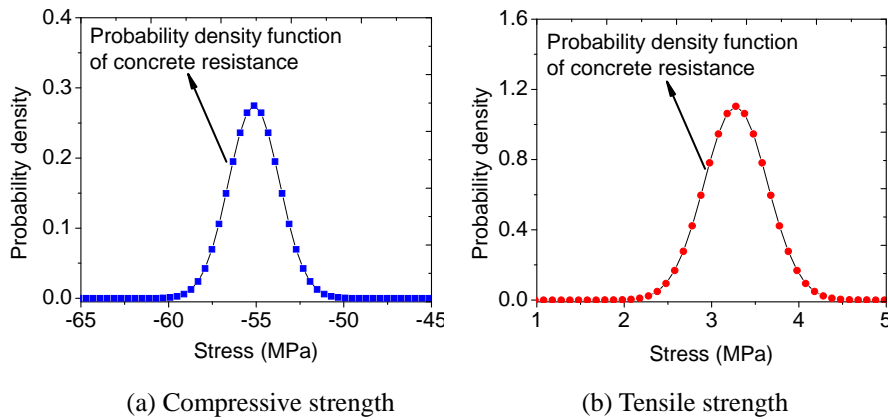 0.4
0.3
0.2
0.1
0.0
Probability density
Probability density function
of concrete resistance
-65 -60 -55 -50 -45
Stress (MPa)
(a) Compressive strength
1.6
1.2
0.8
0.4
0.0
Probability density
Probability density function
of concrete resistance
1 2 3 4 5
Stress (MPa)
(b) Tensile strength